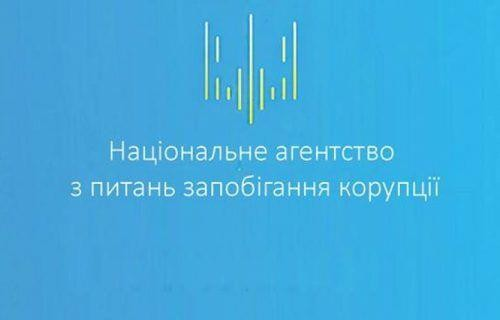 Національне агентство
з питань запобігання корупції